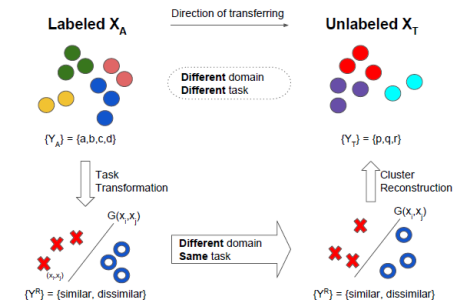 Labeled X_A
Direction of transferring
Unlabeled X_T
Different domain
Different task
{Y_A} = {a,b,c,d}
{Y_T} = {p,q,r}
Task
Transformation
Cluster
Reconstruction
G(x_i,x_j)
G(x_i,x_j)
Different domain
Same task
(x_i,x_j)
{Y^R} = {similar, dissimilar}
{Y^R} = {similar, dissimilar}